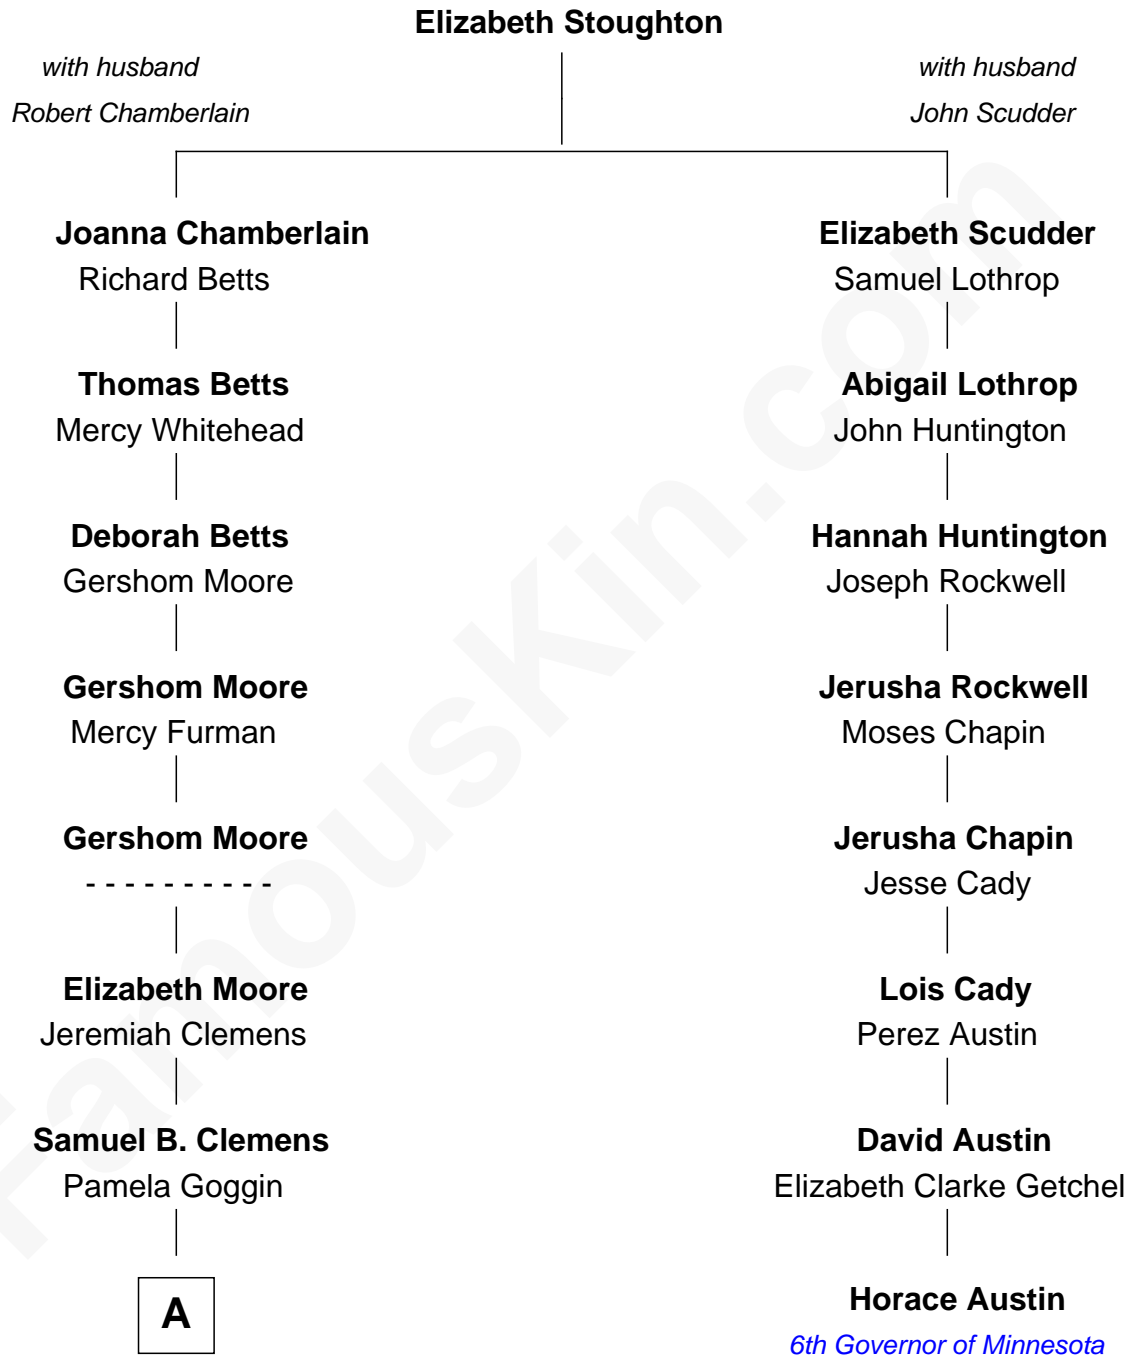 Elizabeth Stoughton
with husband
Robert Chamberlain
with husband
John Scudder
Joanna Chamberlain
Richard Betts
Elizabeth Scudder
Samuel Lothrop
Thomas Betts
Mercy Whitehead
Abigail Lothrop
John Huntington
Deborah Betts
Gershom Moore
Hannah Huntington
Joseph Rockwell
Gershom Moore
Mercy Furman
Jerusha Rockwell
Moses Chapin
Gershom Moore
- - - - - - - - - -
Jerusha Chapin
Jesse Cady
Elizabeth Moore
Jeremiah Clemens
Lois Cady
Perez Austin
Samuel B. Clemens
Pamela Goggin
David Austin
Elizabeth Clarke Getchel
A
Horace Austin
6th Governor of Minnesota
FamousKin.com